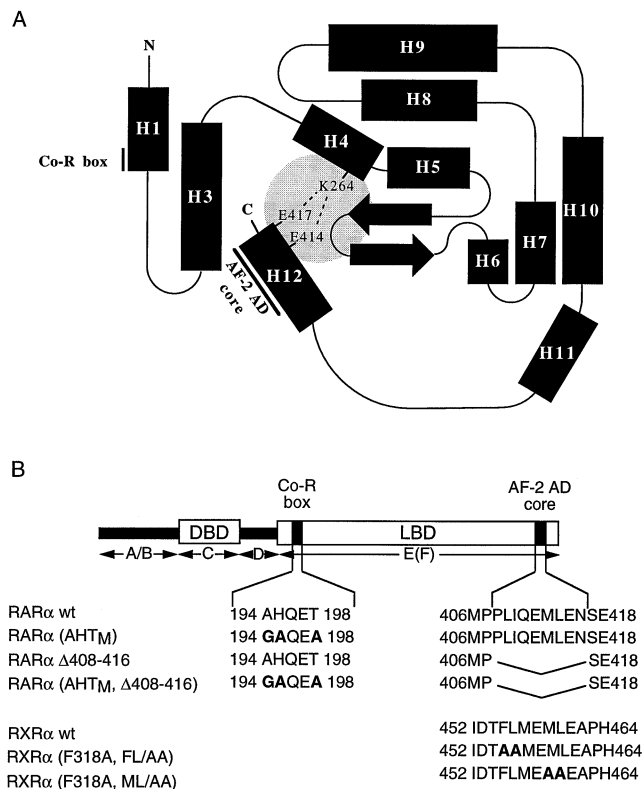 A
N
H1
Co-R box
H3
H4
H9
H8
H5
K264
C
E417
E414
H12
AF-2 AD
core
H6
H7
H10
H11
B
Co-R
box
AF-2 AD
core
DBD
LBD
A/B
C
D
E(F)
RARα wt
194 AHQET 198
406MPPLIQEMLENSE418
RARα (AHTM)
194 GAQEA 198
406MPPLIQEMLENSE418
RARα Δ408-416
194 AHQET 198
406MP SE418
RARα (AHTM, Δ408-416)
194 GAQEA 198
406MP SE418
RXRα wt
452 IDTFLMEMLEAPH464
RXRα (F318A, FL/AA)
452 IDTAAMEMLEAPH464
RXRα (F318A, ML/AA)
452 IDTFLMEAAEAPH464